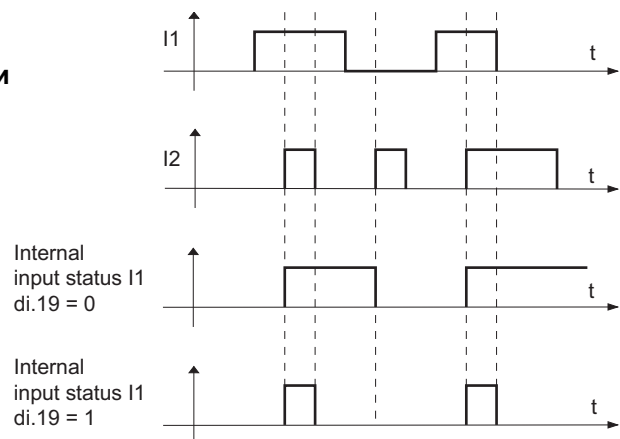 I1
t
и
I2
t
Internal
input status I1
di.19 = 0
t
Internal
input status I1
di.19 = 1
t